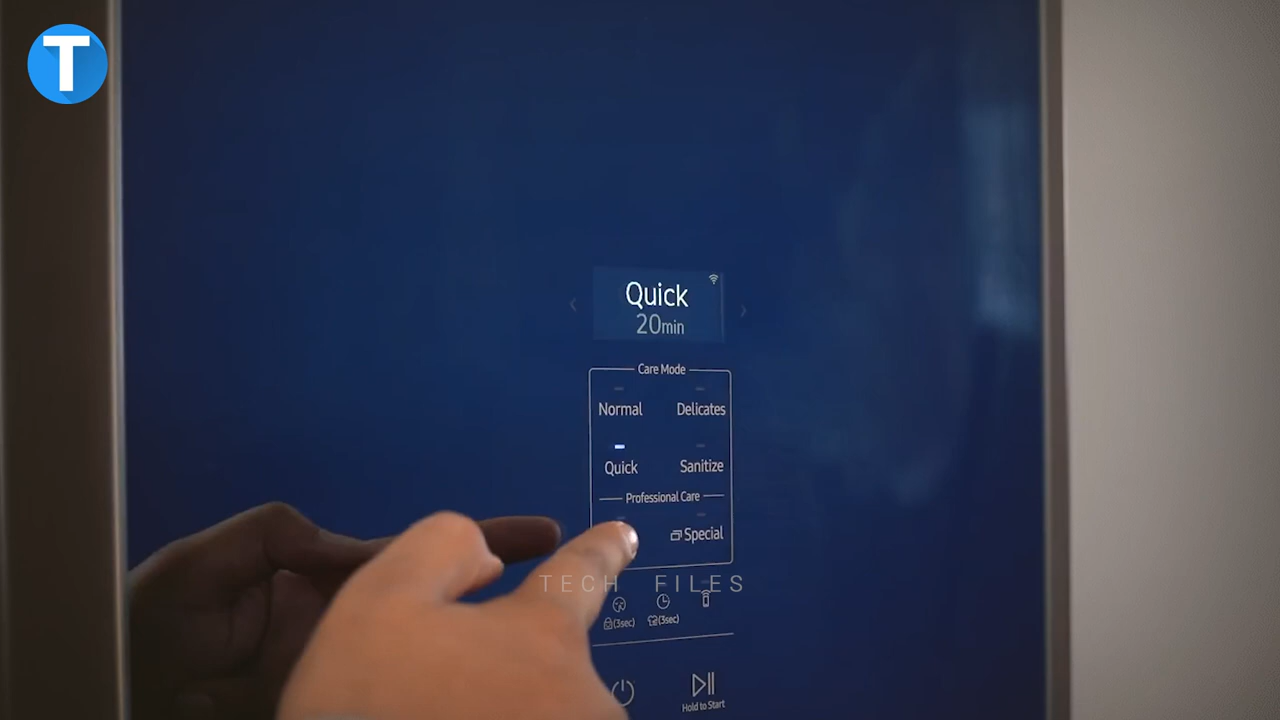 T
Quick
20min
Care Mode
Normal Delicates
Quick Sanitize
Professional Care
Special
TECH FILES
(3sec) (3sec)
Hold to Start